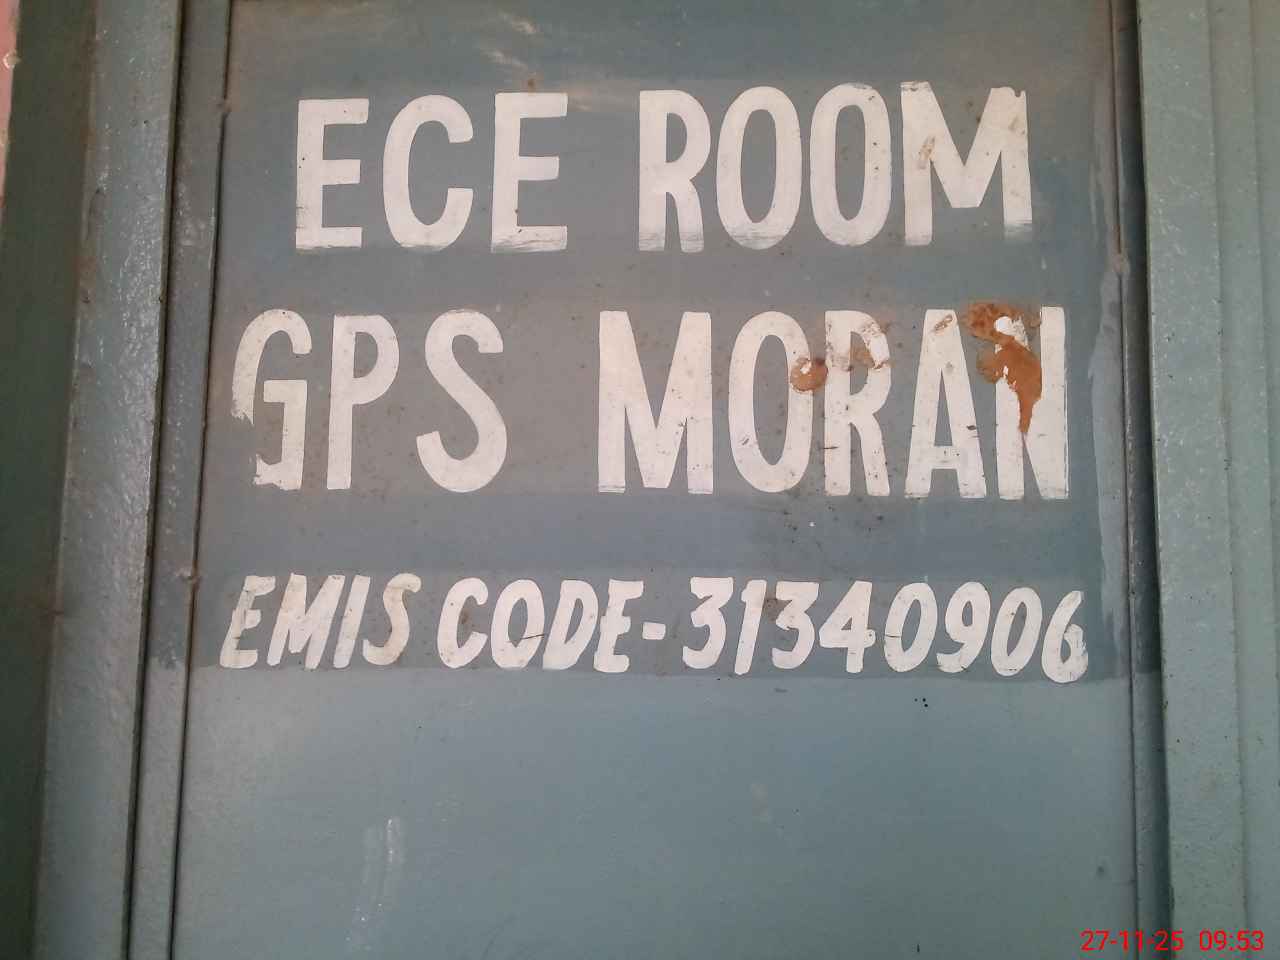 ECE ROOM
GPS MORAN
EMIS CODE-31340906
27-11-25 09:53